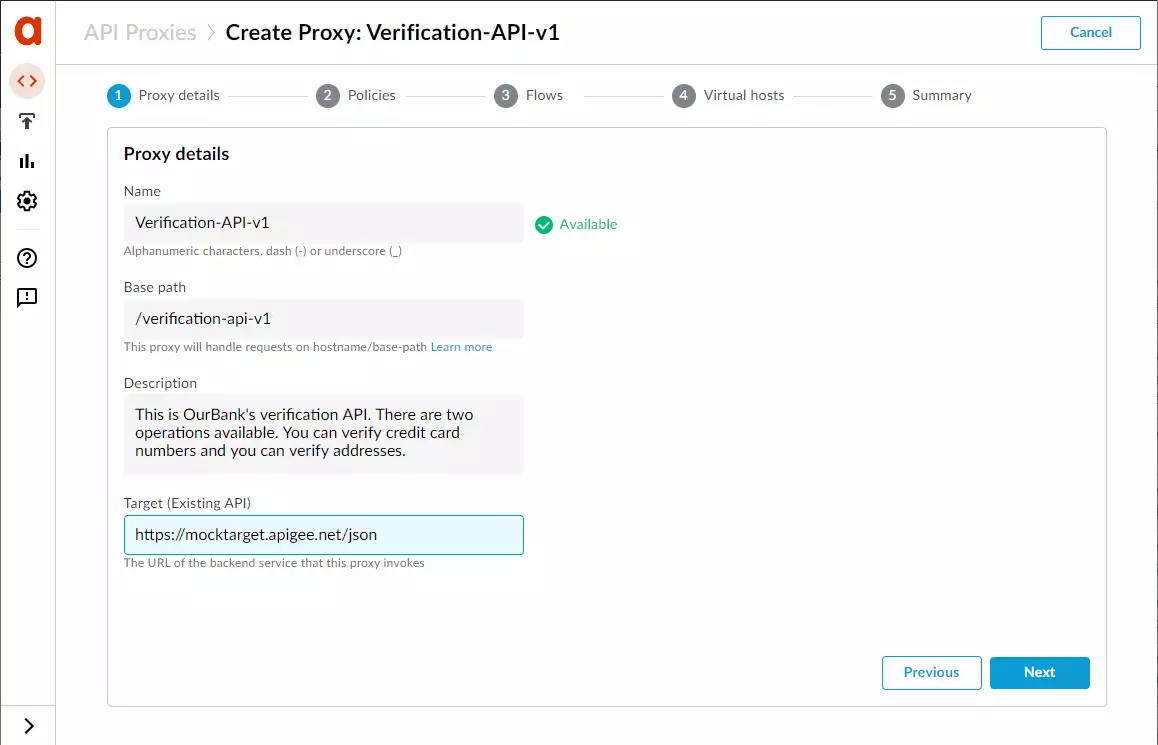 a
API Proxies > Create Proxy: Verification-API-v1
Cancel
1 Proxy details
2 Policies
3 Flows
4 Virtual hosts
5 Summary
Proxy details
Name
Verification-API-v1
Available
Alphanumeric characters, dash (-) or underscore (_)
Base path
/verification-api-v1
This proxy will handle requests on hostname/base-path Learn more
Description
This is OurBank's verification API. There are two
operations available. You can verify credit card
numbers and you can verify addresses.
Target (Existing API)
https://mocktarget.apigee.net/json
The URL of the backend service that this proxy invokes
Previous
Next